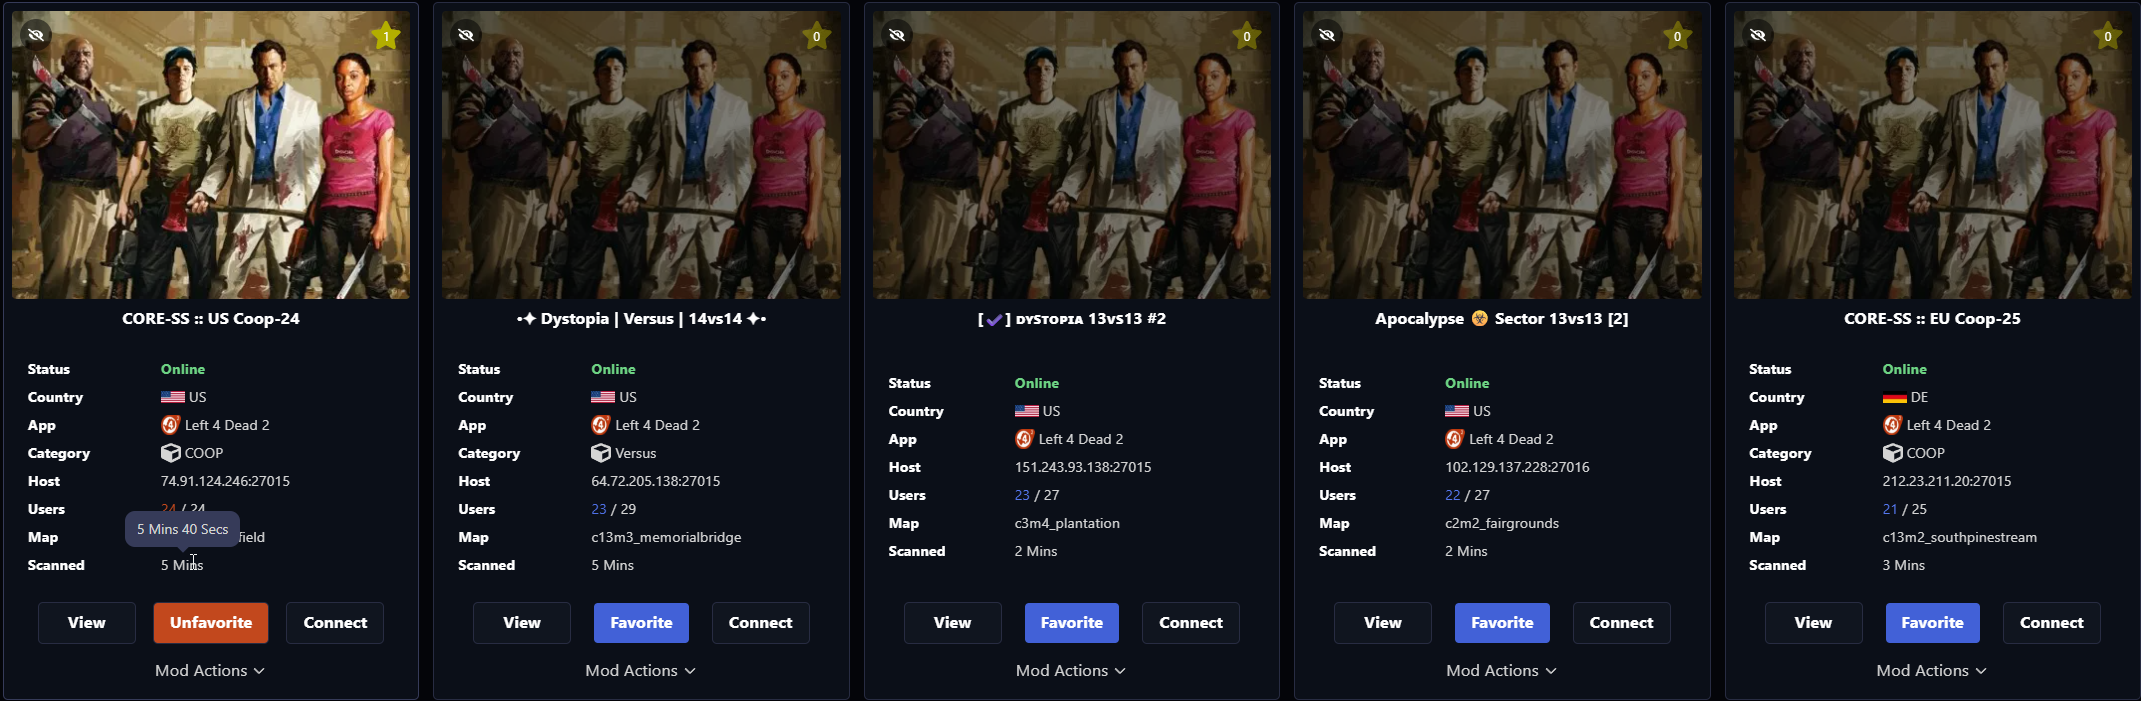 1
CORE-SS :: US Coop-24
Status Online
Country US
App Left 4 Dead 2
Category COOP
Host 74.91.124.246:27015
Users 24 / 24
5 Mins 40 Secs
Map field
Scanned 5 Mins
View Unfavorite Connect
Mod Actions
0
•✦ Dystopia | Versus | 14vs14 ✦•
Status Online
Country US
App Left 4 Dead 2
Category Versus
Host 64.72.205.138:27015
Users 23 / 29
Map c13m3_memorialbridge
Scanned 5 Mins
View Favorite Connect
Mod Actions
0
[✔] ᴅʏsᴛᴏᴘɪᴀ 13vs13 #2
Status Online
Country US
App Left 4 Dead 2
Host 151.243.93.138:27015
Users 23 / 27
Map c3m4_plantation
Scanned 2 Mins
View Favorite Connect
Mod Actions
0
Apocalypse ☣ Sector 13vs13 [2]
Status Online
Country US
App Left 4 Dead 2
Host 102.129.137.228:27016
Users 22 / 27
Map c2m2_fairgrounds
Scanned 2 Mins
View Favorite Connect
Mod Actions
0
CORE-SS :: EU Coop-25
Status Online
Country DE
App Left 4 Dead 2
Category COOP
Host 212.23.211.20:27015
Users 21 / 25
Map c13m2_southpinestream
Scanned 3 Mins
View Favorite Connect
Mod Actions